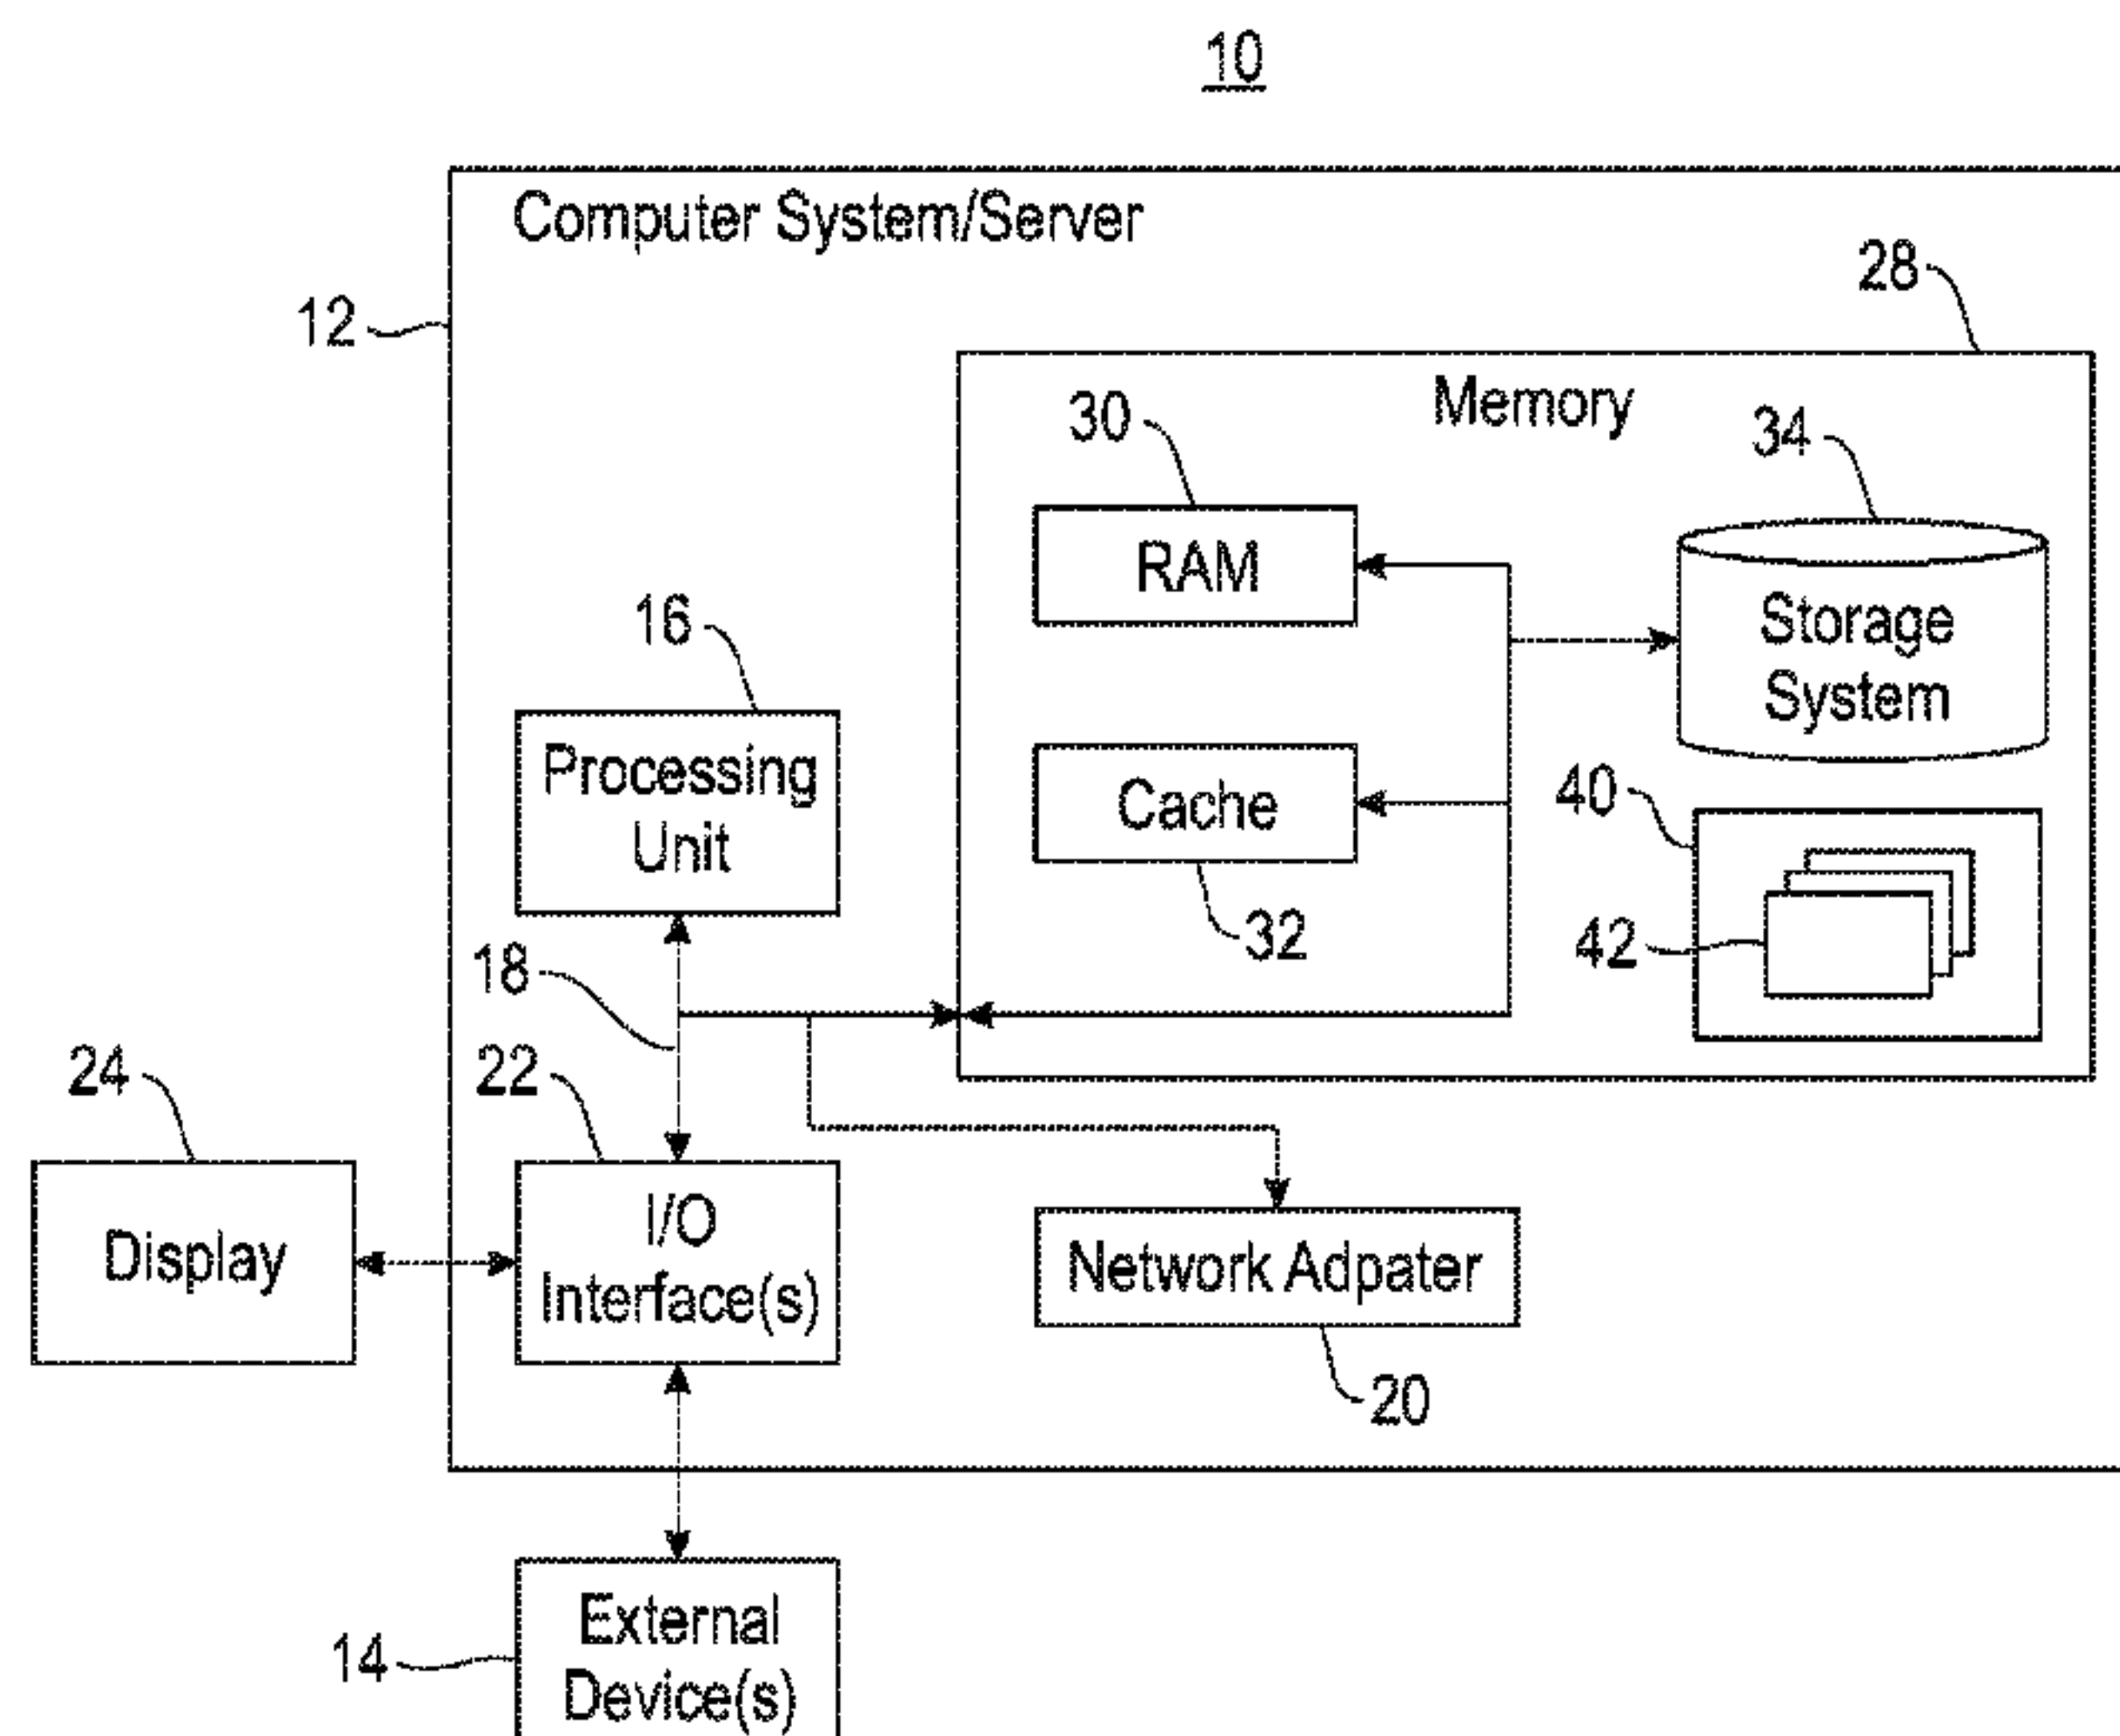 10
Computer System/Server
28
12
Memory
30
34
RAM
Storage
System
16
Processing
Unit
Cache
40
32
42
18
24
22
Display
I/O
Interface(s)
Network Adpater
20
External
Device(s)
14